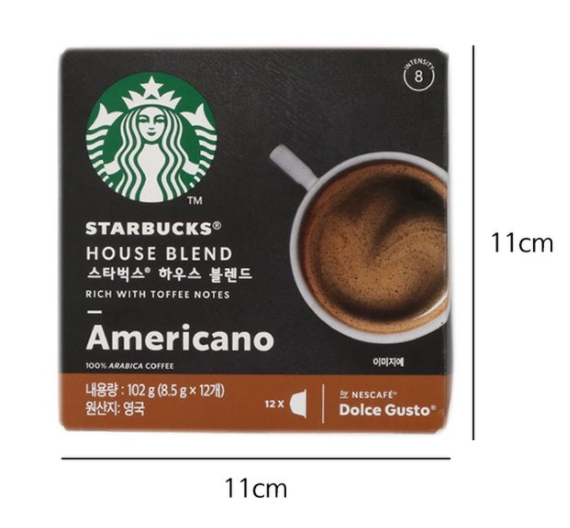 INTENSITY
8
TM
STARBUCKS®
HOUSE BLEND
스타벅스® 하우스 블렌드
RICH WITH TOFFEE NOTES
Americano
이미지예
100% ARABICA COFFEE
내용량 : 102 g (8.5 g × 12개)
원산지: 영국
12 X
by NESCAFÉ®
Dolce Gusto®
11cm
11cm